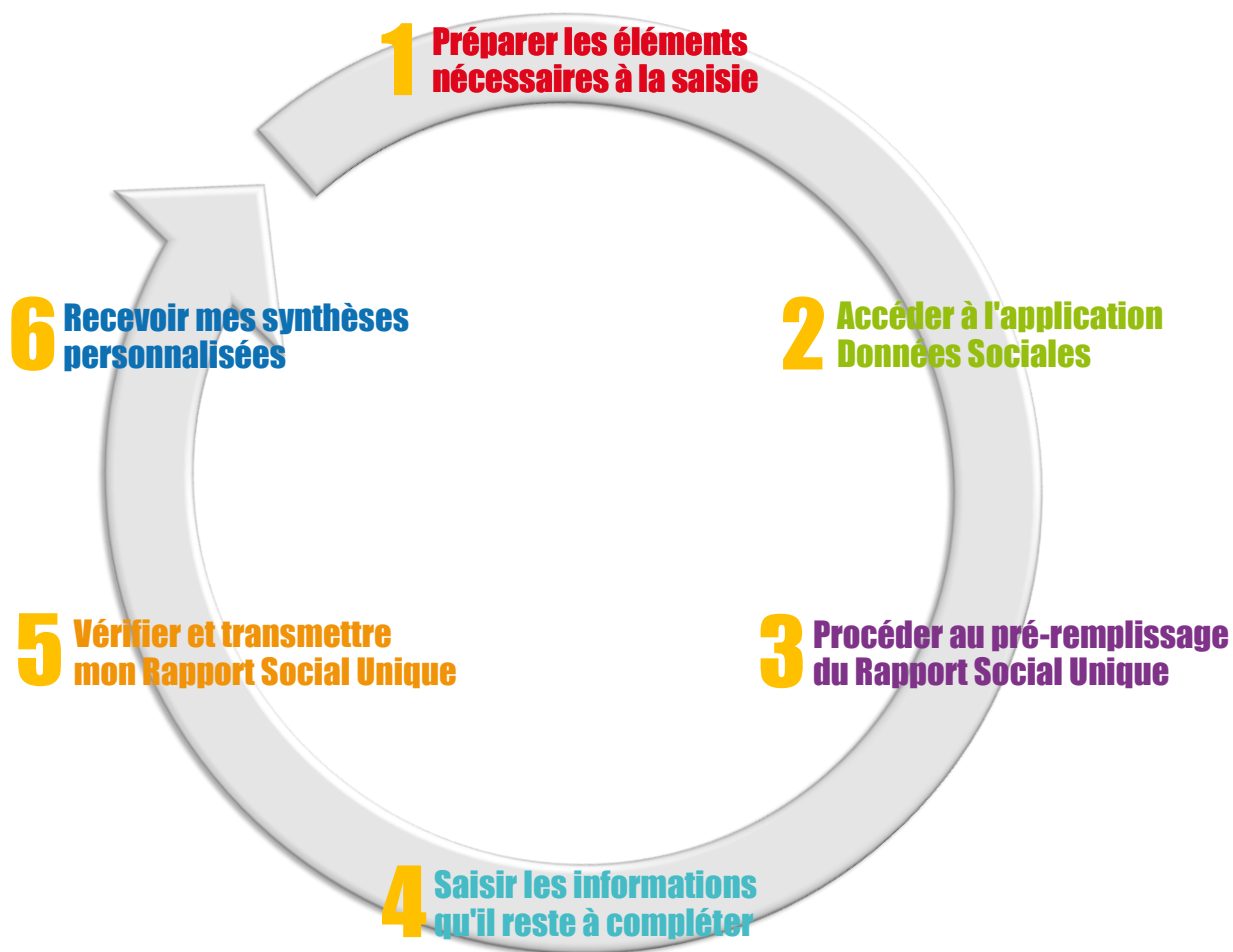 1 Préparer les éléments
nécessaires à la saisie
2 Accéder à l'application
Données Sociales
3 Procéder au pré-remplissage
du Rapport Social Unique
4 Saisir les informations
qu'il reste à compléter
5 Vérifier et transmettre
mon Rapport Social Unique
6 Recevoir mes synthèses
personnalisées